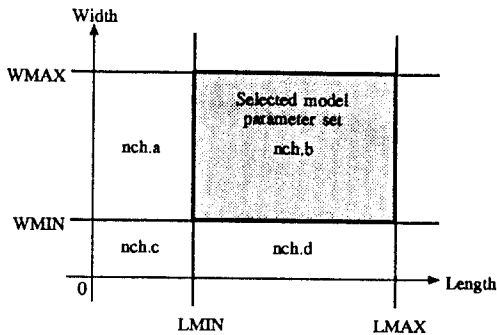 Width
WMAX
Selected model
parameter set
nch.a
nch.b
WMIN
nch.c
nch.d
0
Length
LMIN
LMAX